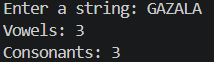 Enter a string: GAZALA
Vowels: 3
Consonants: 3